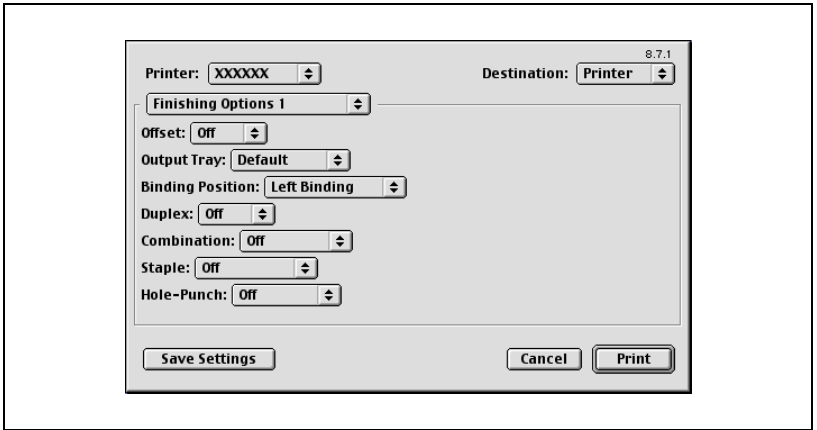 8.7.1
Printer: XXXXXX Destination: Printer
Finishing Options 1
Offset: Off
Output Tray: Default
Binding Position: Left Binding
Duplex: Off
Combination: Off
Staple: Off
Hole-Punch: Off
Save Settings Cancel Print